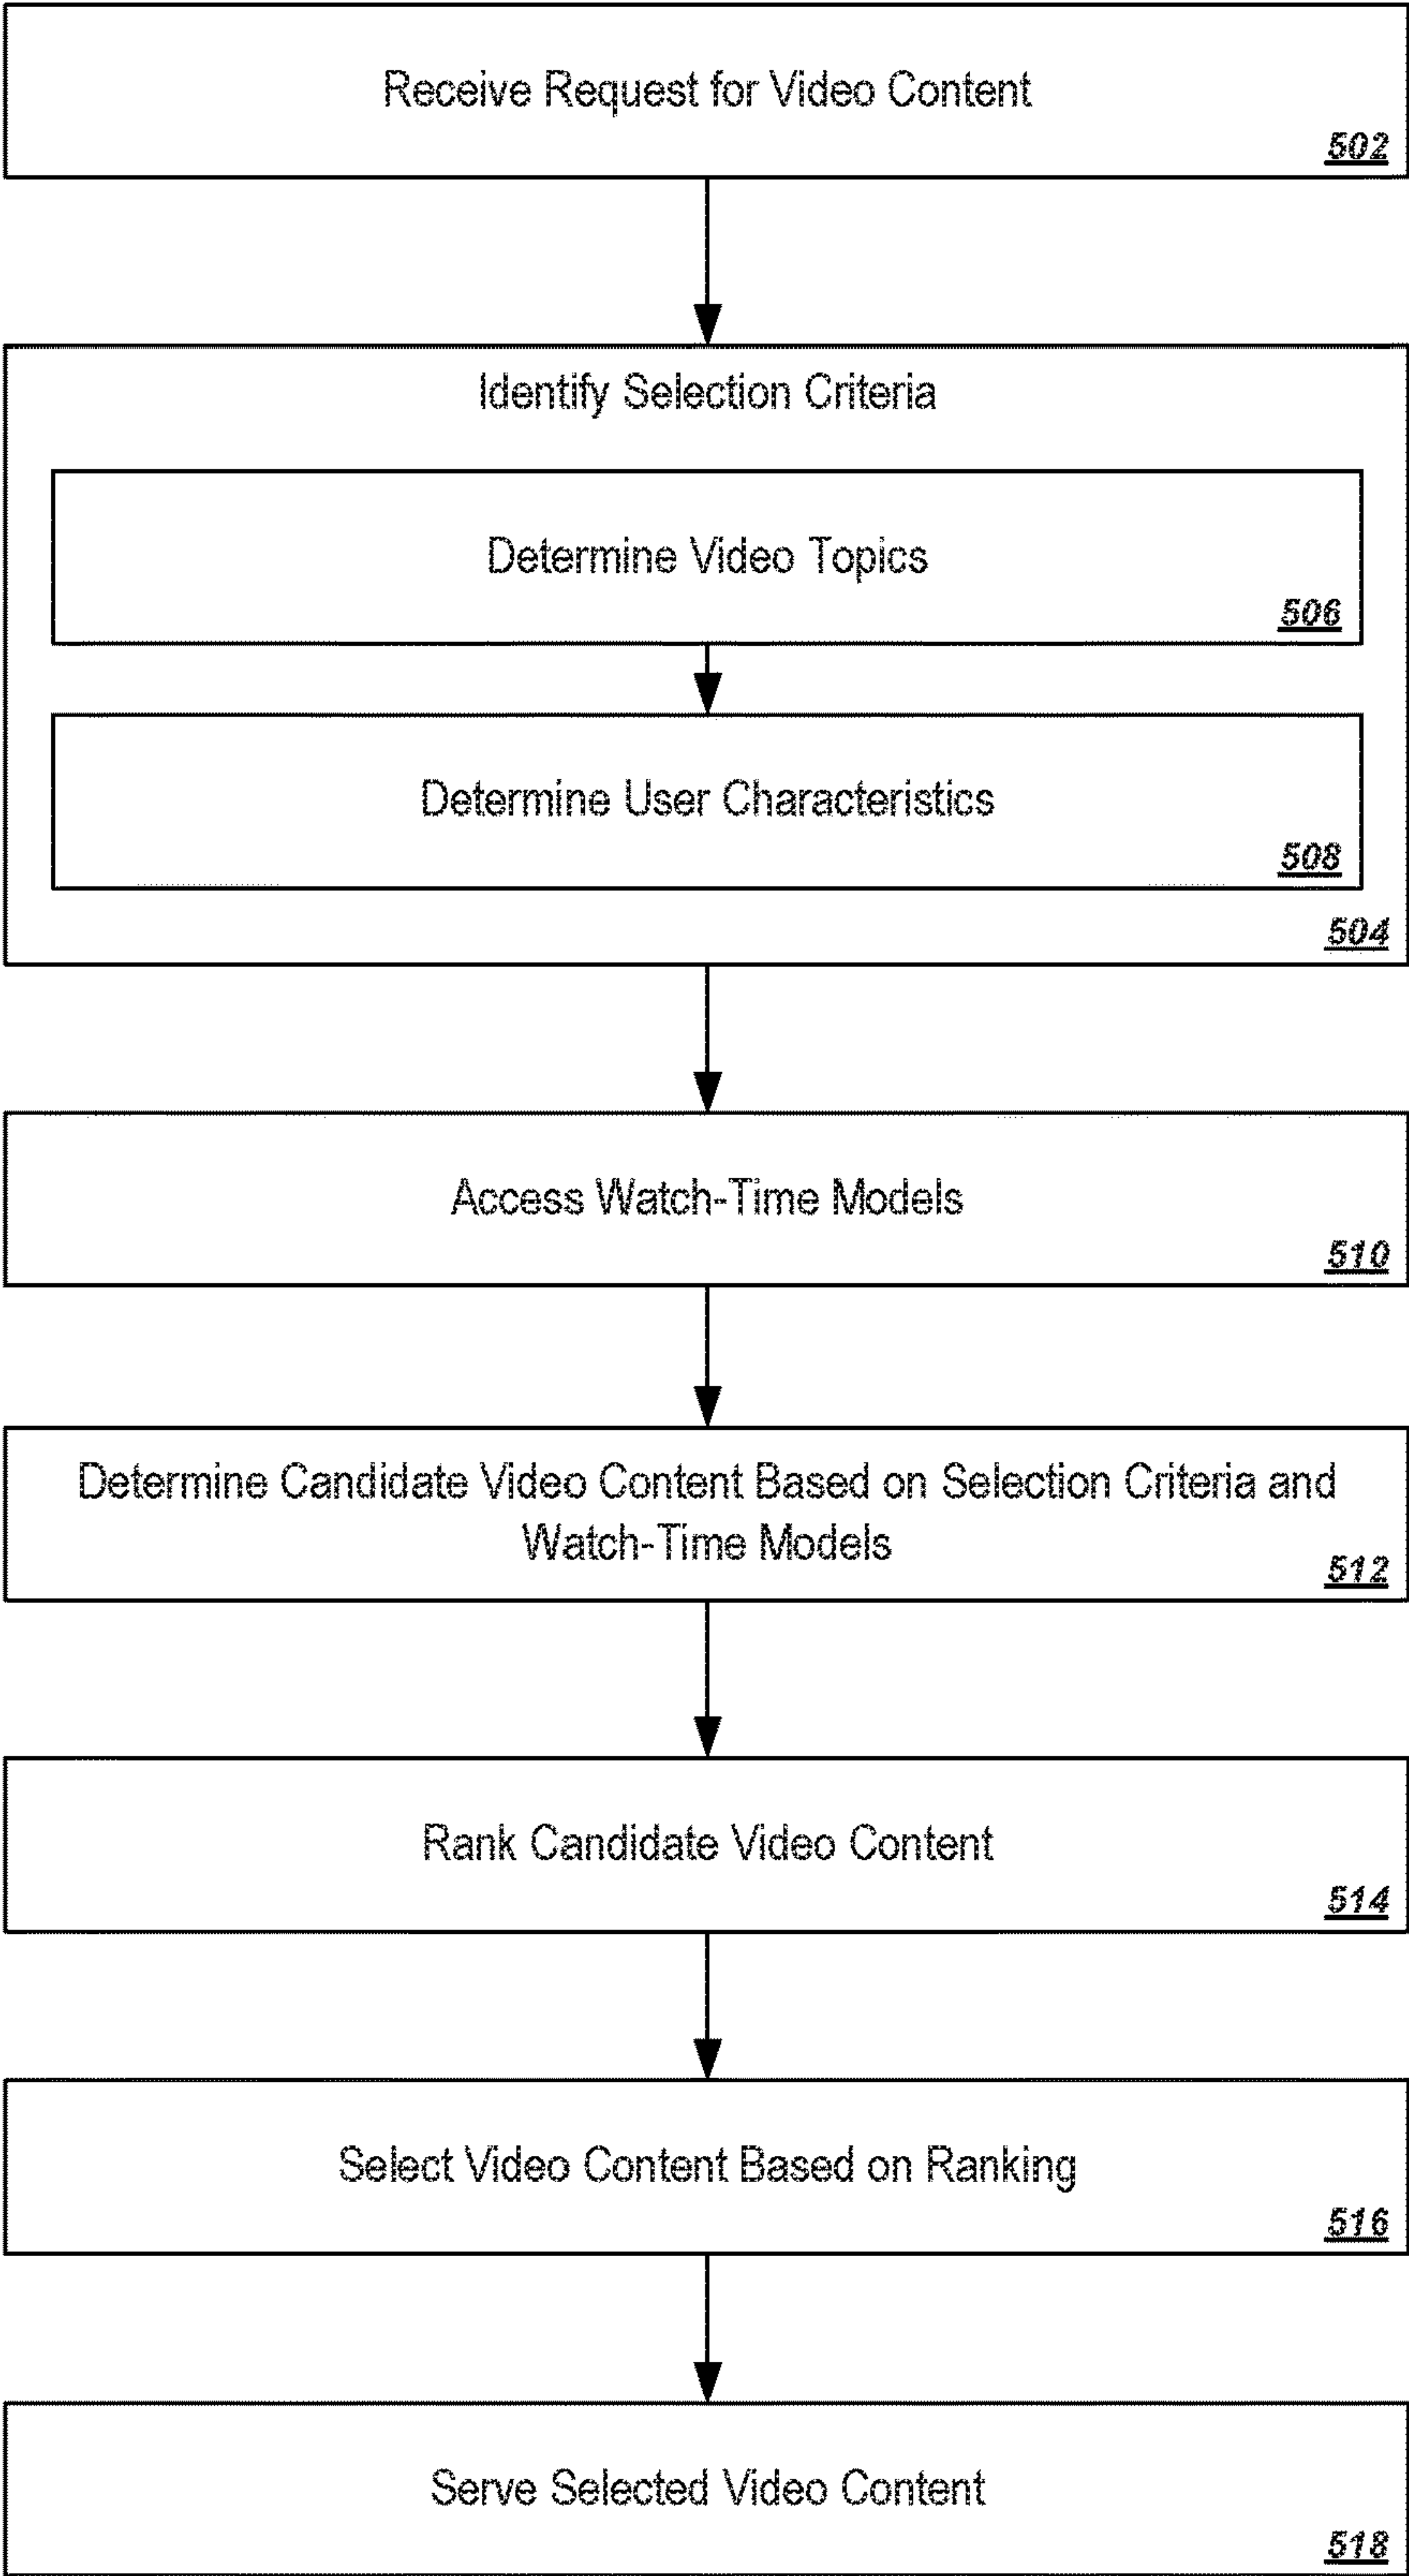 Receive Request for Video Content
502
Identify Selection Criteria
Determine Video Topics
506
Determine User Characteristics
508
504
Access Watch-Time Models
510
Determine Candidate Video Content Based on Selection Criteria and
Watch-Time Models
512
Rank Candidate Video Content
514
Select Video Content Based on Ranking
516
Serve Selected Video Content
518